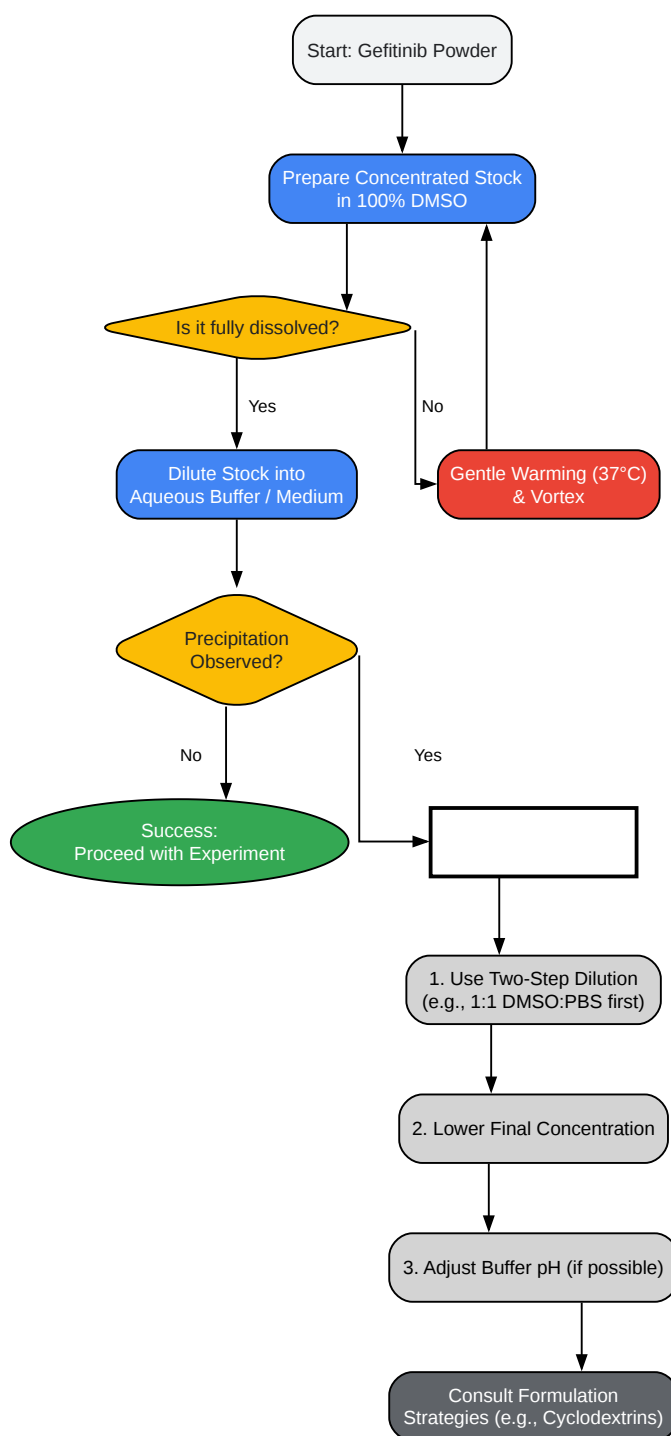 Start: Gefitinib Powder
Prepare Concentrated Stock
in 100% DMSO
Is it fully dissolved?
Yes
No
Dilute Stock into
Aqueous Buffer / Medium
Gentle Warming (37°C)
& Vortex
Precipitation
Observed?
No
Yes
Success:
Proceed with Experiment
1. Use Two-Step Dilution
(e.g., 1:1 DMSO:PBS first)
2. Lower Final Concentration
3. Adjust Buffer pH (if possible)
Consult Formulation
Strategies (e.g., Cyclodextrins)